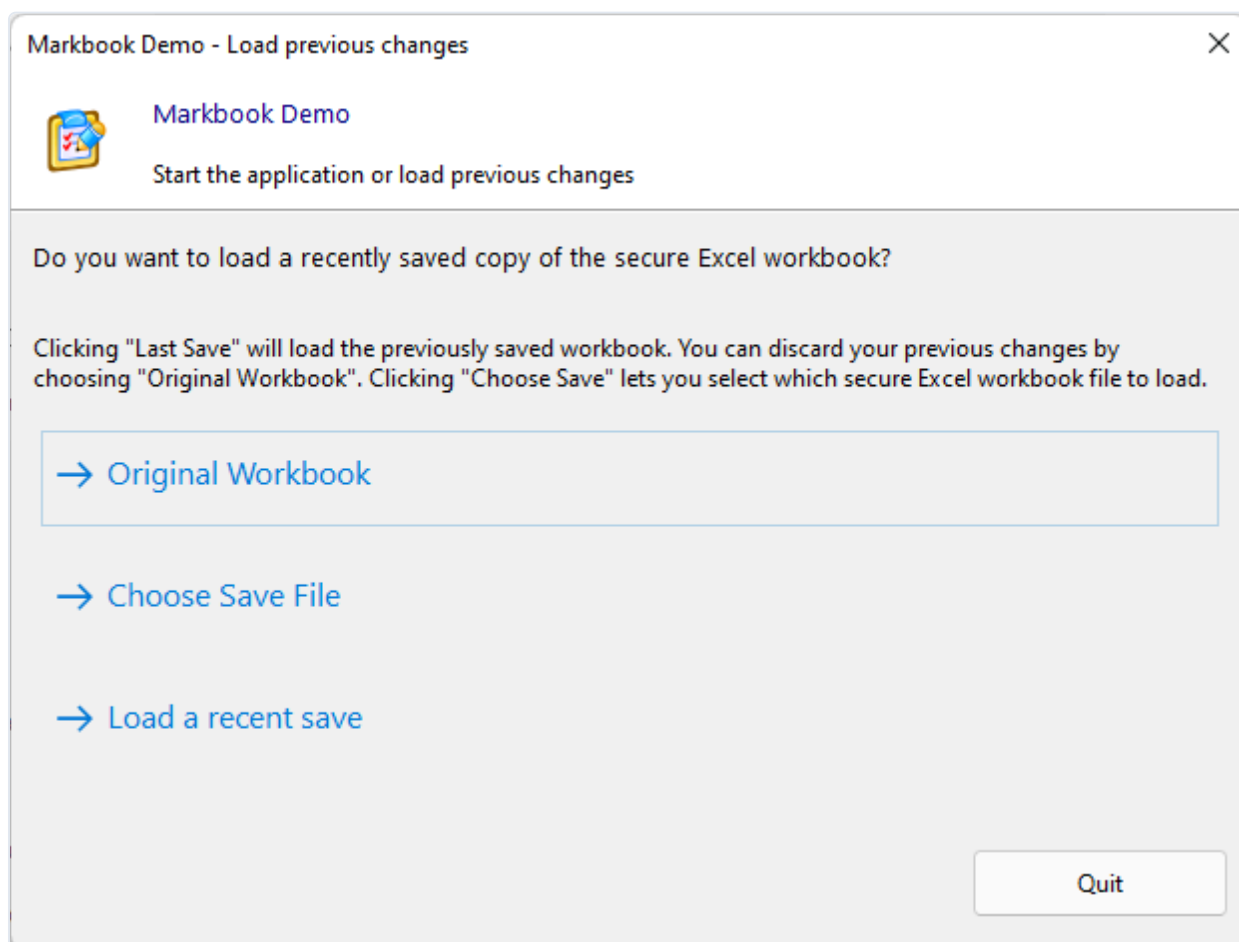 Markbook Demo - Load previous changes
Markbook Demo
Start the application or load previous changes
Do you want to load a recently saved copy of the secure Excel workbook?
Clicking "Last Save" will load the previously saved workbook. You can discard your previous changes by
choosing "Original Workbook". Clicking "Choose Save" lets you select which secure Excel workbook file to load.
Original Workbook
Choose Save File
Load a recent save
Quit